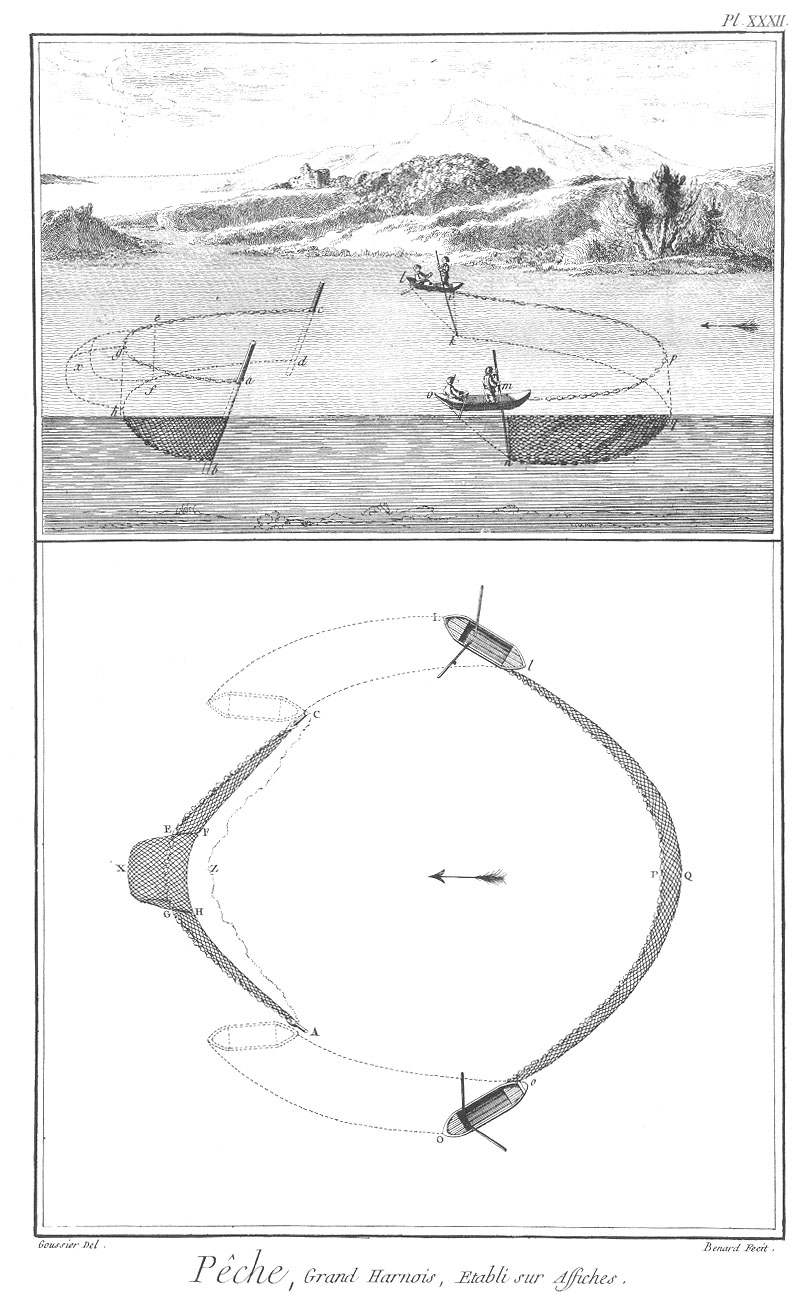 Pl. XXXII.
l
c
e
k
g
x
d
p
f
a
m
o
h
q
b
n
L
l
C
E
F
X
Z
P
Q
G
H
A
o
O
Goussier Del.
Benard Fecit.
Pêche, Grand Harnois, Etabli sur Affiches.